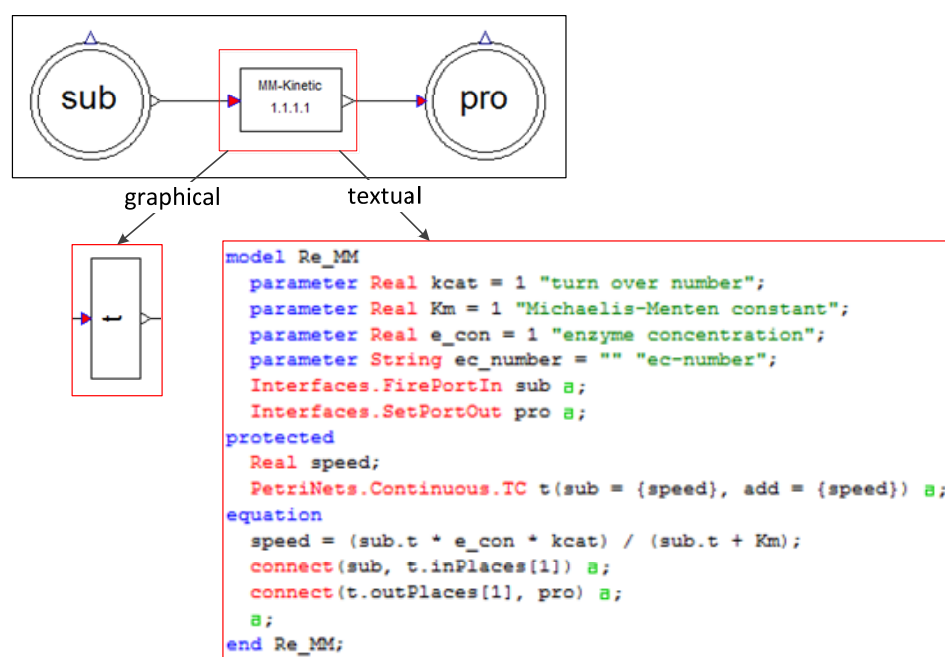 sub
MM-Kinetic
1.1.1.1
pro
graphical
textual
t
model Re_MM
parameter Real kcat = 1 "turn over number";
parameter Real Km = 1 "Michaelis-Menten constant";
parameter Real e_con = 1 "enzyme concentration";
parameter String ec_number = "" "ec-number";
Interfaces.FirePortIn sub a;
Interfaces.SetPortOut pro a;
protected
Real speed;
PetriNets.Continuous.TC t(sub = {speed}, add = {speed}) a;
equation
speed = (sub.t * e_con * kcat) / (sub.t + Km);
connect(sub, t.inPlaces[1]) a;
connect(t.outPlaces[1], pro) a;
a;
end Re_MM;